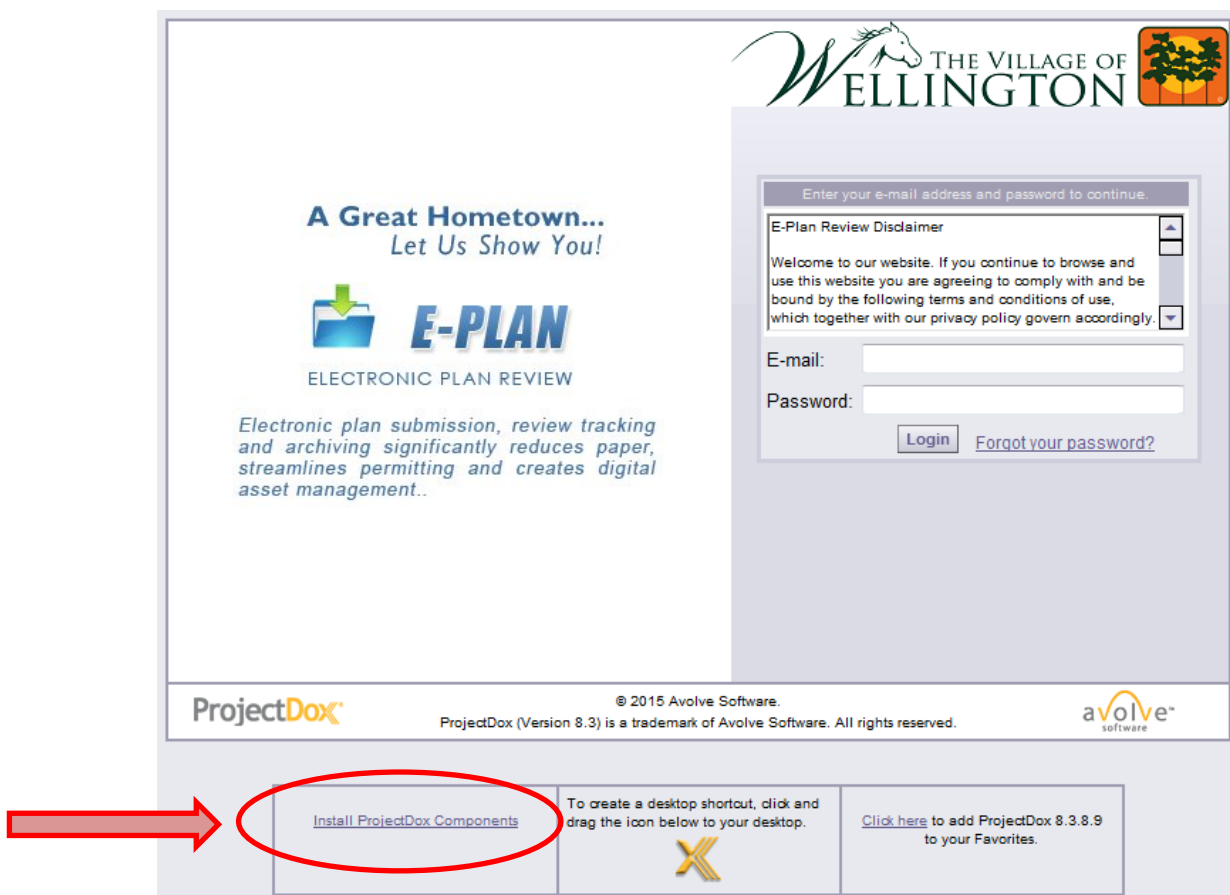 THE VILLAGE OF
WELLINGTON
A Great Hometown...
Let Us Show You!
E-PLAN
ELECTRONIC PLAN REVIEW
Electronic plan submission, review tracking
and archiving significantly reduces paper,
streamlines permitting and creates digital
asset management..
Enter your e-mail address and password to continue.
E-Plan Review Disclaimer
Welcome to our website. If you continue to browse and
use this website you are agreeing to comply with and be
bound by the following terms and conditions of use,
which together with our privacy policy govern accordingly.
E-mail:
Password:
Login Forgot your password?
ProjectDox
© 2015 Avolve Software.
ProjectDox (Version 8.3) is a trademark of Avolve Software. All rights reserved.
avolve
software
Install ProjectDox Components
To create a desktop shortcut, click and
drag the icon below to your desktop.
Click here to add ProjectDox 8.3.8.9
to your Favorites.